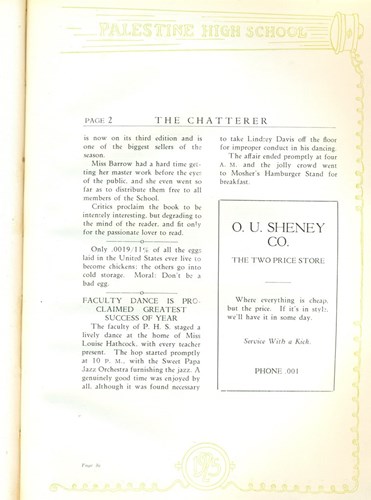 PALESTINE HIGH SCHOOL
PAGE 2 THE CHATTERER
is now on its third edition and is
one of the biggest sellers of the
season.
Miss Barrow had a hard time get-
ting her master work before the eyes
of the public, and she even went so
far as to distribute them free to all
members of the School.
Critics proclaim the book to be
intensely interesting, but degrading to
the mind of the reader, and fit only
for the passionate lover to read.
Only .0019/11% of all the eggs
laid in the United States ever live to
become chickens; the others go into
cold storage. Moral: Don't be a
bad egg.
FACULTY DANCE IS PRO-
CLAIMED GREATEST
SUCCESS OF YEAR
The faculty of P. H. S. staged a
lively dance at the home of Miss
Louise Hathcock, with every teacher
present. The hop started promptly
at 10 P. M., with the Sweet Papa
Jazz Orchestra furnishing the jazz. A
genuinely good time was enjoyed by
all, although it was found necessary
to take Lindsey Davis off the floor
for improper conduct in his dancing.
The affair ended promptly at four
A. M. and the jolly crowd went
to Mosher's Hamburger Stand for
breakfast.
O. U. SHENEY
CO.
THE TWO PRICE STORE
Where everything is cheap,
but the price. If it's in style,
we'll have it in some day.
Service With a Kick.
PHONE .001
Page